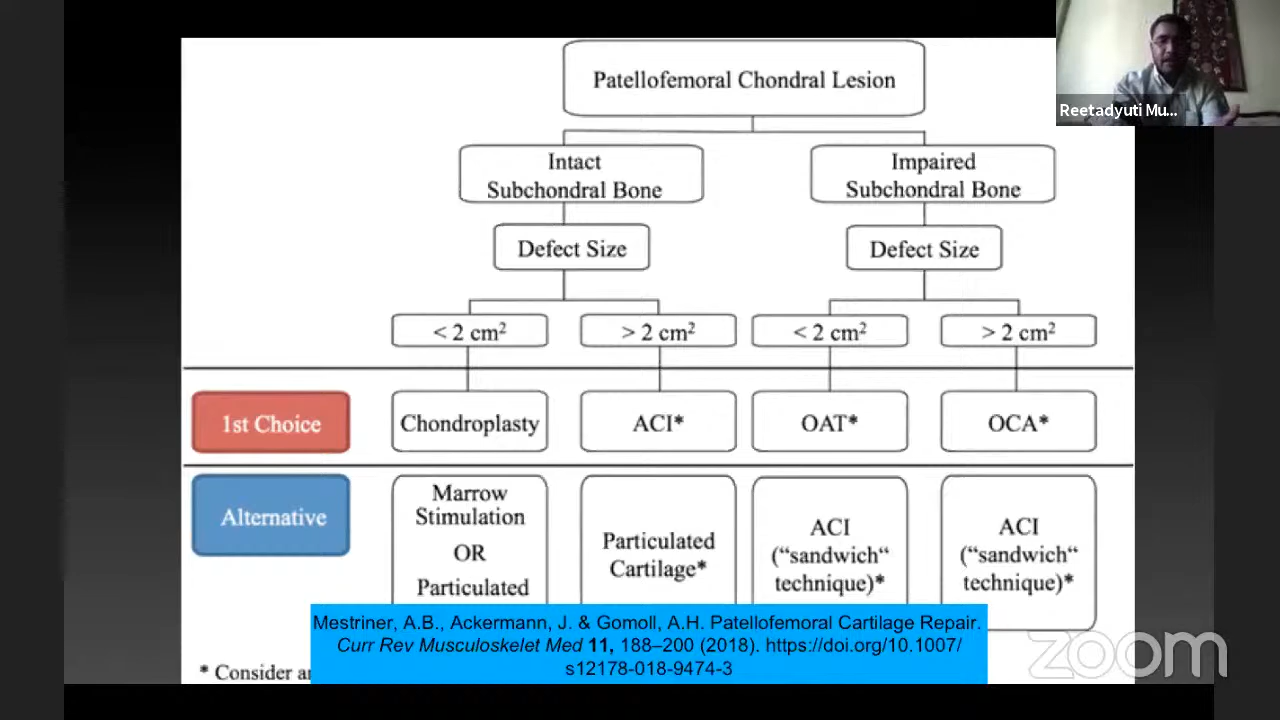 Patellofemoral Chondral Lesion
Intact
Subchondral Bone
Impaired
Subchondral Bone
Defect Size
Defect Size
< 2 cm²
> 2 cm²
< 2 cm²
> 2 cm²
1st Choice
Chondroplasty
ACI*
OAT*
OCA*
Alternative
Marrow
Stimulation
OR
Particulated
Particulated
Cartilage*
ACI
(“sandwich“
technique)*
ACI
(“sandwich“
technique)*
Mestriner, A.B., Ackermann, J. & Gomoll, A.H. Patellofemoral Cartilage Repair.
Curr Rev Musculoskelet Med 11, 188–200 (2018). https://doi.org/10.1007/
s12178-018-9474-3
* Consider
Reetadyuti Mu...
zoom